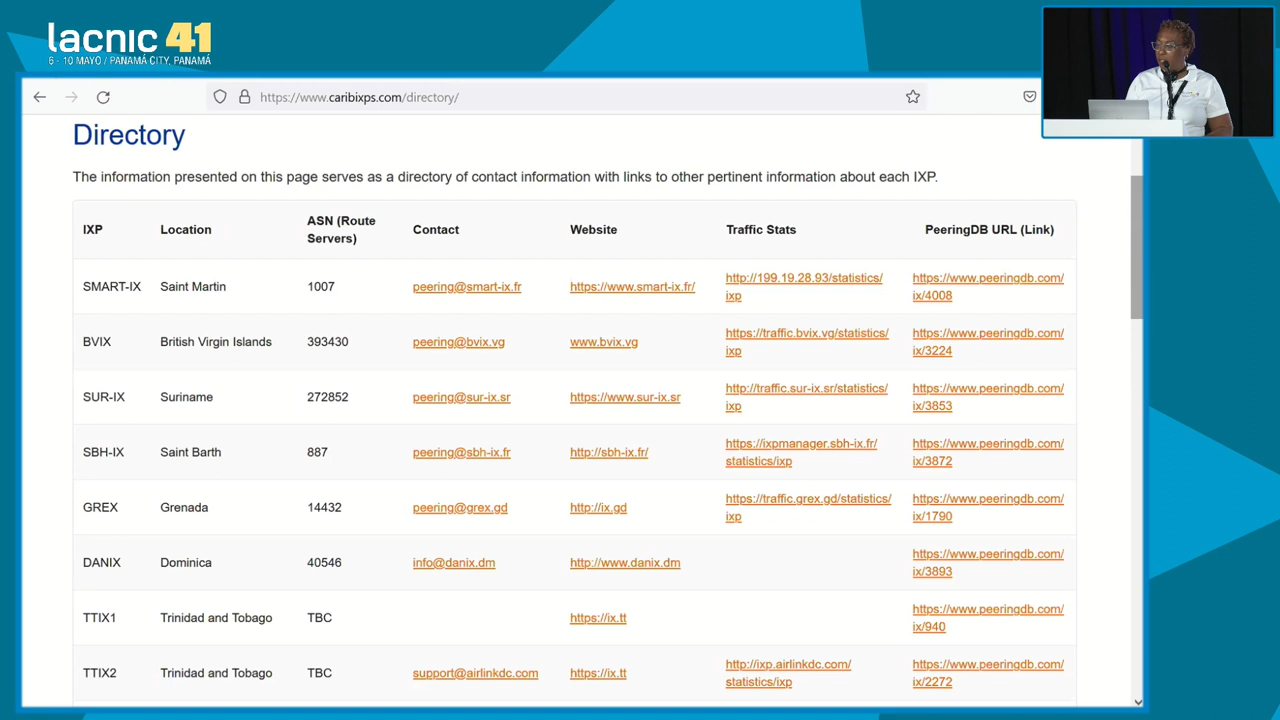 lacnic 41
6 - 10 MAYO / PANAMÁ CITY, PANAMÁ
https://www.caribixps.com/directory/
Directory
The information presented on this page serves as a directory of contact information with links to other pertinent information about each IXP.
IXP Location ASN (Route Servers) Contact Website Traffic Stats PeeringDB URL (Link)
SMART-IX Saint Martin 1007 peering@smart-ix.fr https://www.smart-ix.fr/ http://199.19.28.93/statistics/ixp https://www.peeringdb.com/ix/4008
BVIX British Virgin Islands 393430 peering@bvix.vg www.bvix.vg https://traffic.bvix.vg/statistics/ixp https://www.peeringdb.com/ix/3224
SUR-IX Suriname 272852 peering@sur-ix.sr https://www.sur-ix.sr http://traffic.sur-ix.sr/statistics/ixp https://www.peeringdb.com/ix/3853
SBH-IX Saint Barth 887 peering@sbh-ix.fr http://sbh-ix.fr/ https://ixpmanager.sbh-ix.fr/statistics/ixp https://www.peeringdb.com/ix/3872
GREX Grenada 14432 peering@grex.gd http://ix.gd https://traffic.grex.gd/statistics/ixp https://www.peeringdb.com/ix/1790
DANIX Dominica 40546 info@danix.dm http://www.danix.dm https://www.peeringdb.com/ix/3893
TTIX1 Trinidad and Tobago TBC https://ix.tt https://www.peeringdb.com/ix/940
TTIX2 Trinidad and Tobago TBC support@airlinkdc.com https://ix.tt http://ixp.airlinkdc.com/statistics/ixp https://www.peeringdb.com/ix/2272